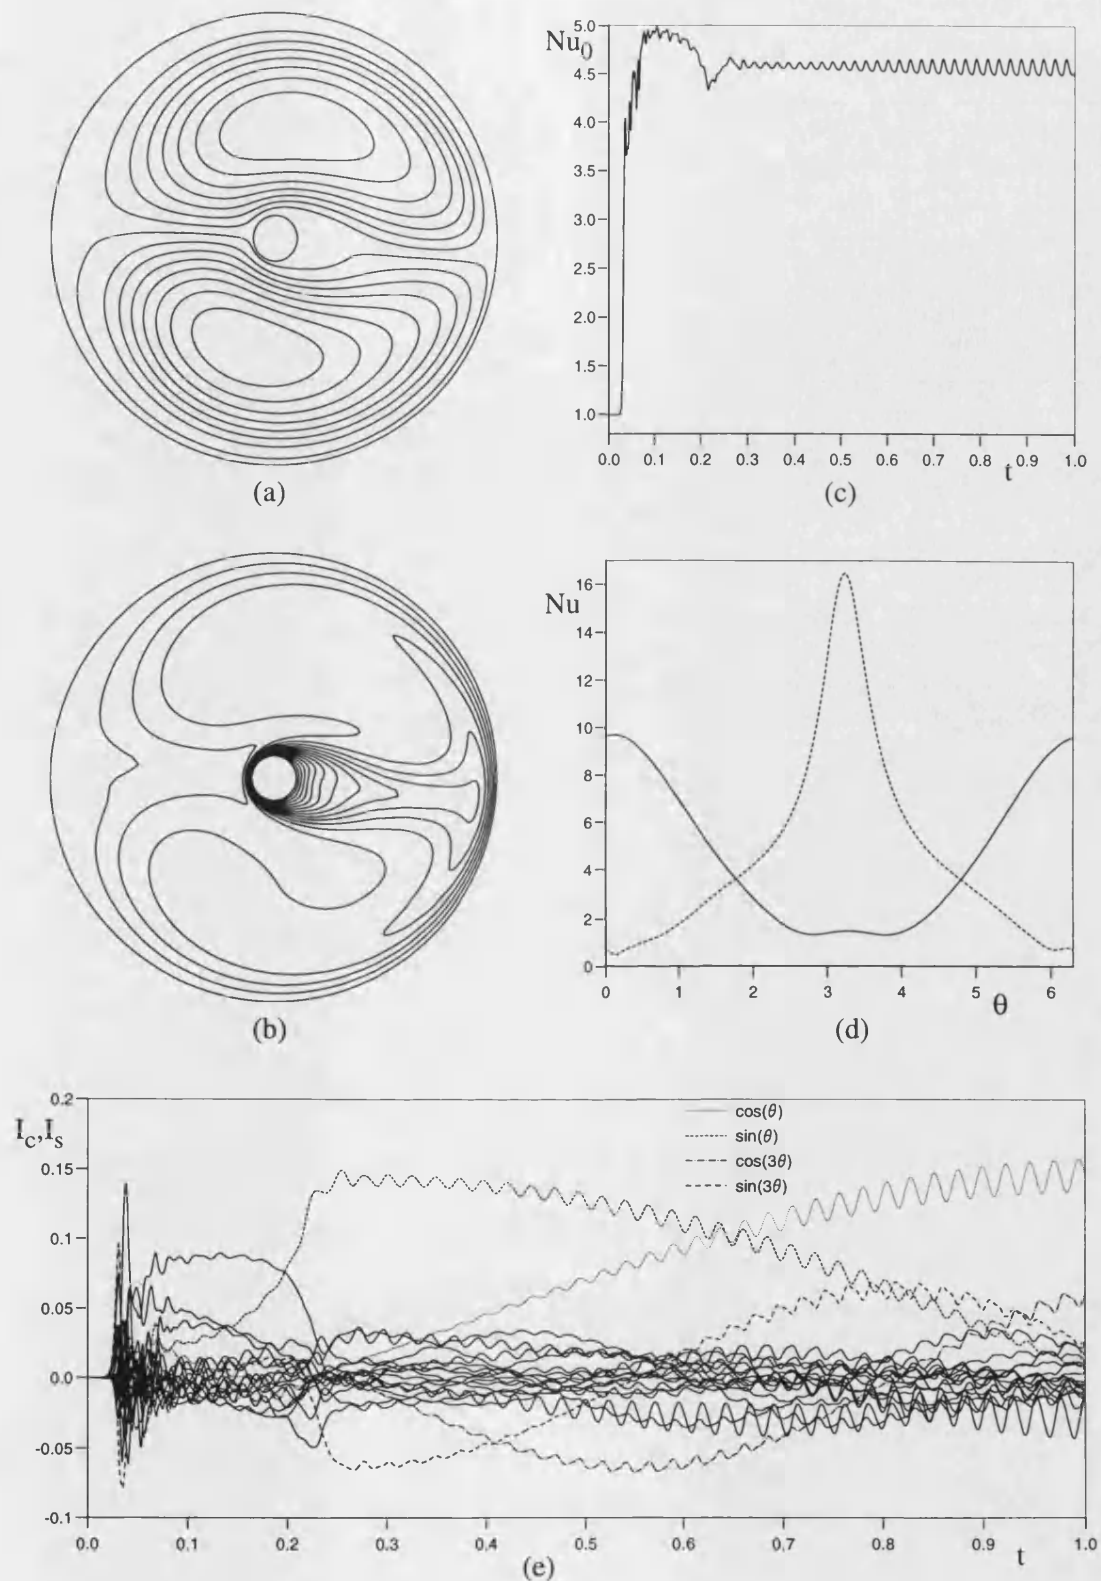 Nu0
5.0
4.5
4.0
3.5
3.0
2.5
2.0
1.5
1.0
0.0 0.1 0.2 0.3 0.4 0.5 0.6 0.7 0.8 0.9 1.0
t
(a)
(c)
Nu
16
14
12
10
8
6
4
2
0
0 1 2 3 4 5 6
θ
(b)
(d)
Ic,Is
0.2
0.15
0.1
0.05
0.0
-0.05
-0.1
cos(θ)
sin(θ)
cos(3θ)
sin(3θ)
0.0 0.1 0.2 0.3 0.4 0.5 0.6 0.7 0.8 0.9 1.0
t
(e)